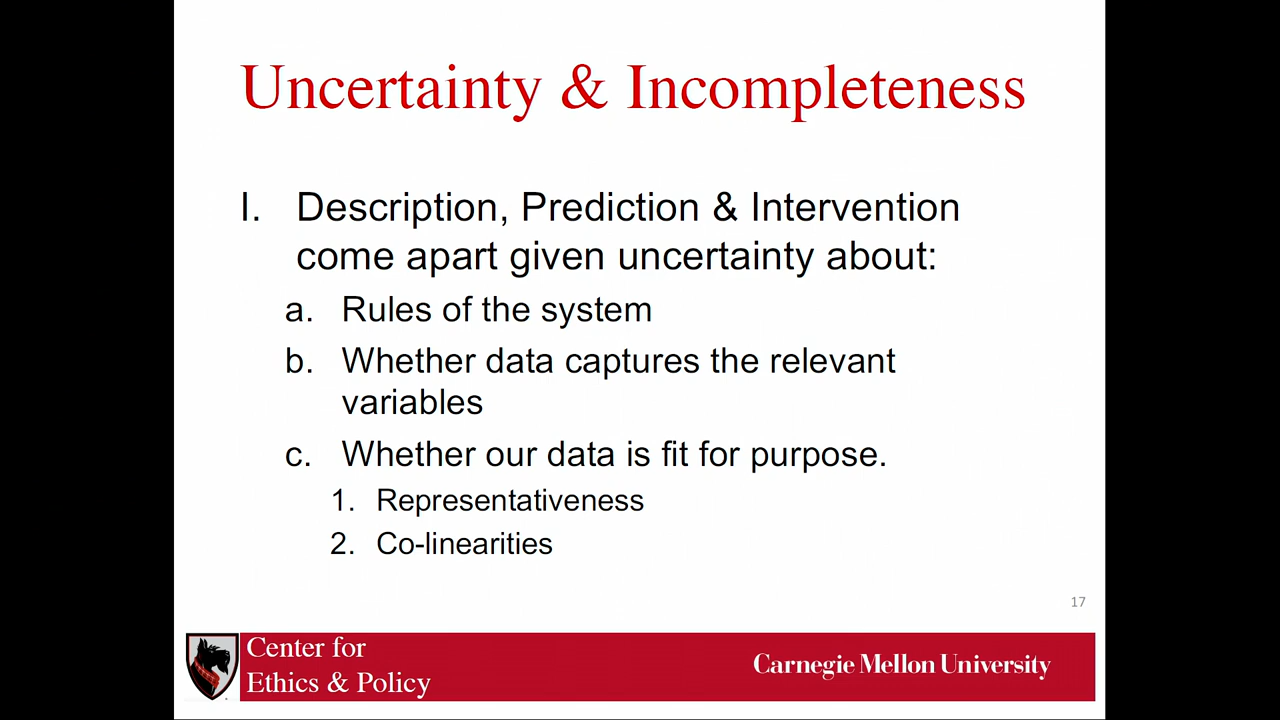 Uncertainty & Incompleteness
I. Description, Prediction & Intervention
come apart given uncertainty about:
a. Rules of the system
b. Whether data captures the relevant
variables
c. Whether our data is fit for purpose.
1. Representativeness
2. Co-linearities
17
Center for
Ethics & Policy
Carnegie Mellon University